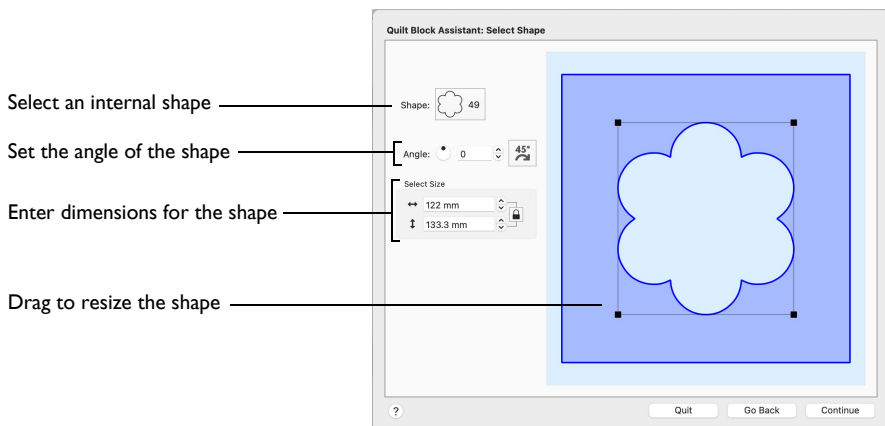 Quilt Block Assistant: Select Shape
Select an internal shape
Shape: 49
Set the angle of the shape
Angle: 0 45°
Select Size
122 mm
Enter dimensions for the shape
133.3 mm
Drag to resize the shape
? Quit Go Back Continue